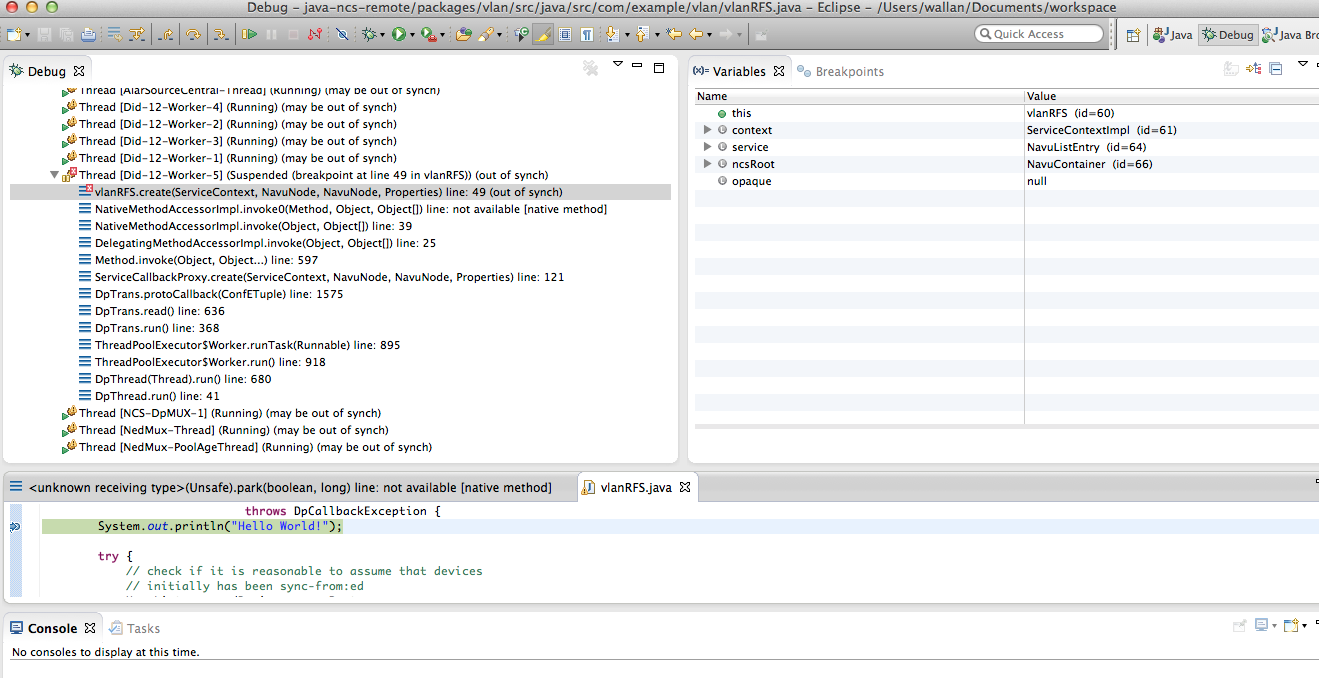 Debug - java-ncs-remote/packages/vlan/src/java/src/com/example/vlan/vlanRFS.java - Eclipse - /Users/wallan/Documents/workspace
Quick Access
Java
Debug
Java Bro
Debug
Thread [AlarSourceCentral-Thread] (Running) (may be out of synch)
Thread [Did-12-Worker-4] (Running) (may be out of synch)
Thread [Did-12-Worker-2] (Running) (may be out of synch)
Thread [Did-12-Worker-3] (Running) (may be out of synch)
Thread [Did-12-Worker-1] (Running) (may be out of synch)
Thread [Did-12-Worker-5] (Suspended (breakpoint at line 49 in vlanRFS)) (out of synch)
vlanRFS.create(ServiceContext, NavuNode, NavuNode, Properties) line: 49 (out of synch)
NativeMethodAccessorImpl.invoke0(Method, Object, Object[]) line: not available [native method]
NativeMethodAccessorImpl.invoke(Object, Object[]) line: 39
DelegatingMethodAccessorImpl.invoke(Object, Object[]) line: 25
Method.invoke(Object, Object...) line: 597
ServiceCallbackProxy.create(ServiceContext, NavuNode, NavuNode, Properties) line: 121
DpTrans.protoCallback(ConfETuple) line: 1575
DpTrans.read() line: 636
DpTrans.run() line: 368
ThreadPoolExecutor$Worker.runTask(Runnable) line: 895
ThreadPoolExecutor$Worker.run() line: 918
DpThread(Thread).run() line: 680
DpThread.run() line: 41
Thread [NCS-DpMUX-1] (Running) (may be out of synch)
Thread [NedMux-Thread] (Running) (may be out of synch)
Thread [NedMux-PoolAgeThread] (Running) (may be out of synch)
(x)= Variables
Breakpoints
Name Value
this vlanRFS (id=60)
context ServiceContextImpl (id=61)
service NavuListEntry (id=64)
ncsRoot NavuContainer (id=66)
opaque null
<unknown receiving type>(Unsafe).park(boolean, long) line: not available [native method]
vlanRFS.java
throws DpCallbackException {
System.out.println("Hello World!");
try {
// check if it is reasonable to assume that devices
// initially has been sync-from:ed
Console
Tasks
No consoles to display at this time.